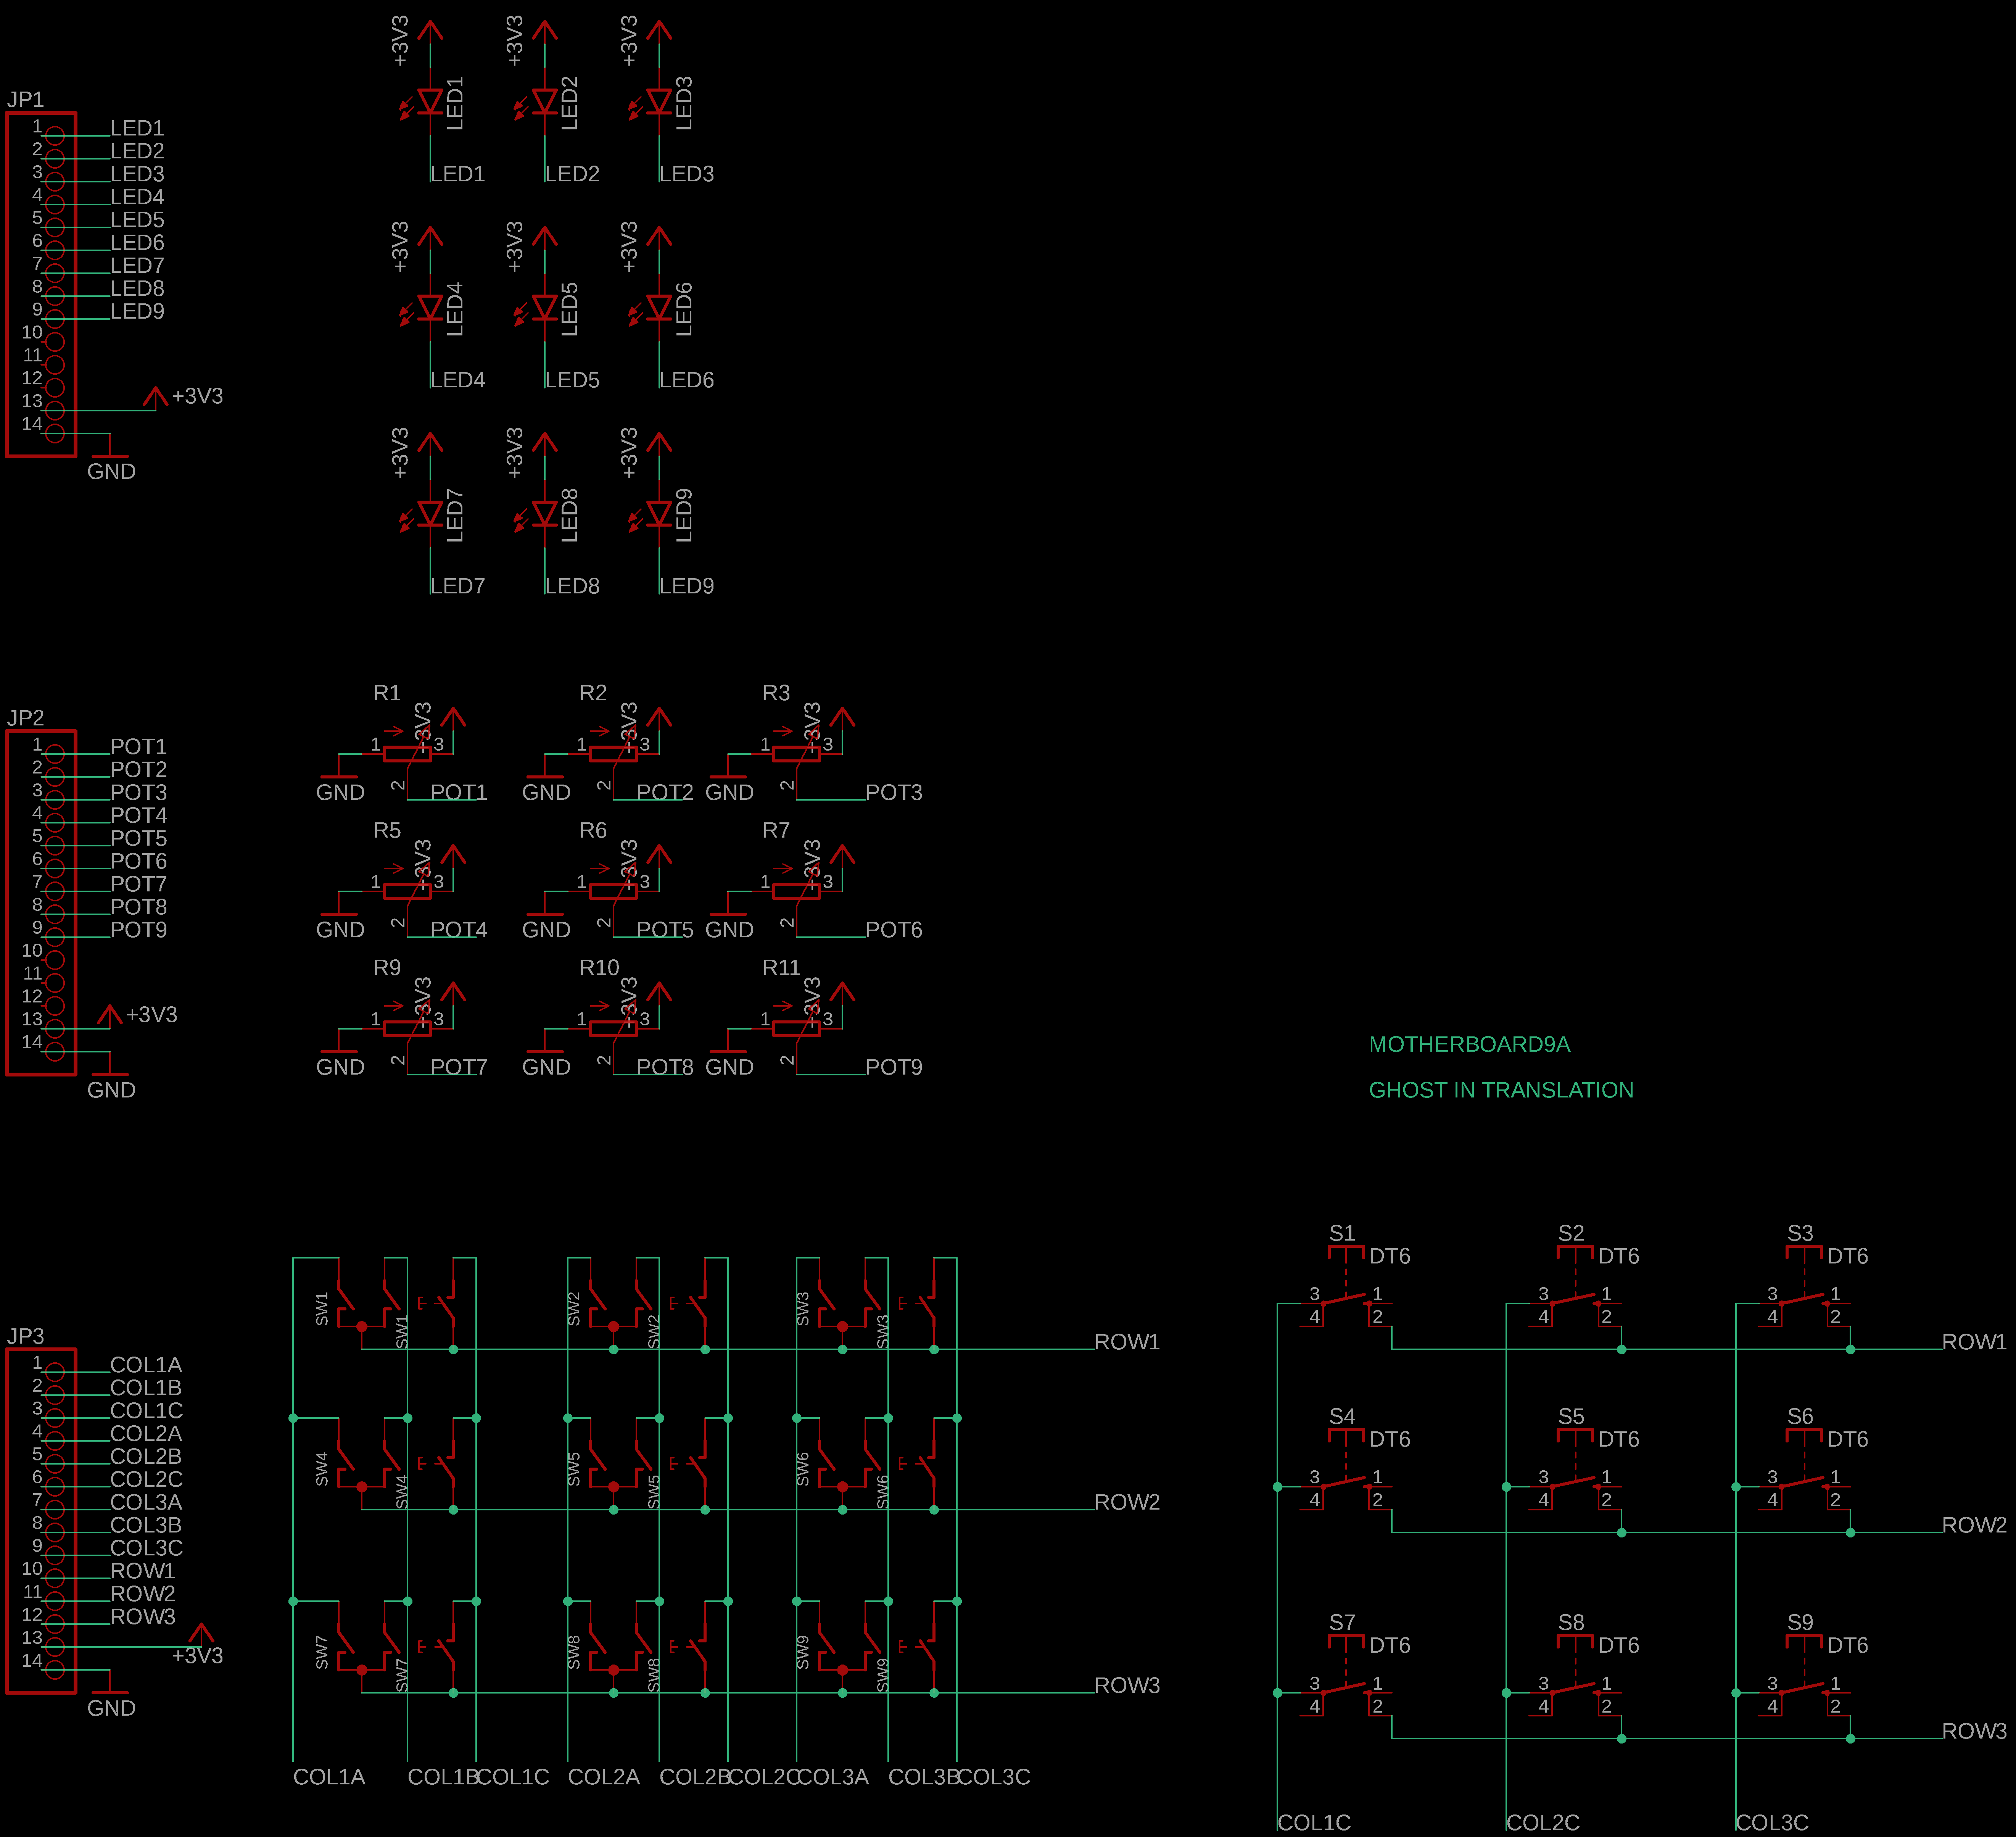 +3V3 +3V3 +3V3
JP1
LED1 LED2 LED3
1 LED1
2 LED2
3 LED3
4 LED4
5 LED5
6 LED6
7 LED7
8 LED8
9 LED9
10
11
12
13 +3V3
14
GND
LED1 LED2 LED3
+3V3 +3V3 +3V3
LED4 LED5 LED6
LED4 LED5 LED6
+3V3 +3V3 +3V3
LED7 LED8 LED9
LED7 LED8 LED9
JP2
1 POT1
2 POT2
3 POT3
4 POT4
5 POT5
6 POT6
7 POT7
8 POT8
9 POT9
10
11
12
13 +3V3
14
GND
R1 R2 R3
+3V3 +3V3 +3V3
1 3 1 3 1 3
2 2 2
GND POT1 GND POT2 GND POT3
R5 R6 R7
+3V3 +3V3 +3V3
1 3 1 3 1 3
2 2 2
GND POT4 GND POT5 GND POT6
R9 R10 R11
+3V3 +3V3 +3V3
1 3 1 3 1 3
2 2 2
GND POT7 GND POT8 GND POT9
MOTHERBOARD9A
GHOST IN TRANSLATION
JP3
1 COL1A
2 COL1B
3 COL1C
4 COL2A
5 COL2B
6 COL2C
7 COL3A
8 COL3B
9 COL3C
10 ROW1
11 ROW2
12 ROW3
13
+3V3
14
GND
SW1 SW1 SW2 SW2 SW3 SW3 ROW1
SW4 SW4 SW5 SW5 SW6 SW6 ROW2
SW7 SW7 SW8 SW8 SW9 SW9 ROW3
COL1A COL1B COL1C COL2A COL2B COL2C COL3A COL3B COL3C
S1 S2 S3
DT6 DT6 DT6
3 1 3 1 3 1
4 2 4 2 4 2
ROW1
S4 S5 S6
DT6 DT6 DT6
3 1 3 1 3 1
4 2 4 2 4 2
ROW2
S7 S8 S9
DT6 DT6 DT6
3 1 3 1 3 1
4 2 4 2 4 2
ROW3
COL1C COL2C COL3C